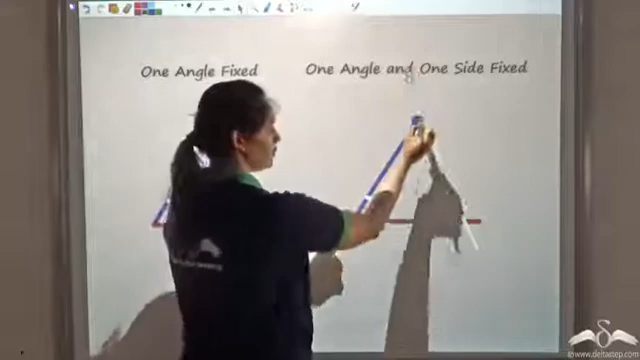 One Angle Fixed
One Angle and One Side Fixed
©www.deltastep.com